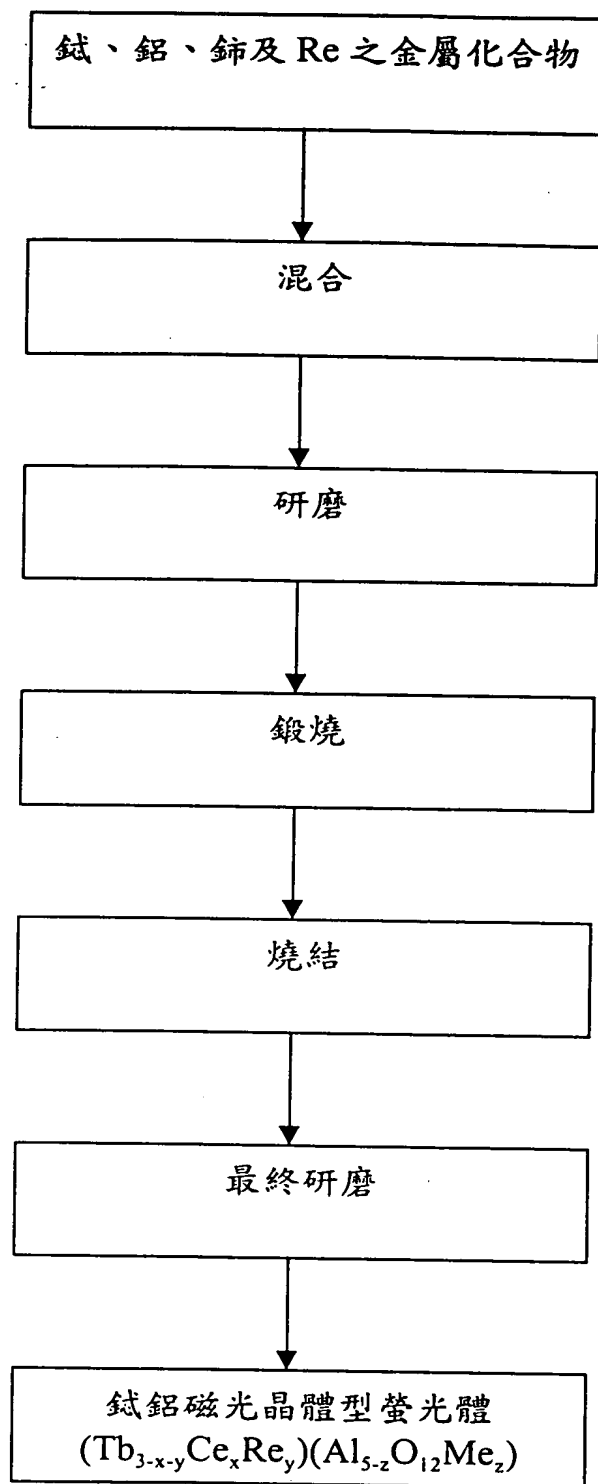 鋱、鋁、鈰及 Re 之金屬化合物
混合
研磨
鍛燒
燒結
最終研磨
鋱鋁磁光晶體型螢光體
(Tb₃₋ₓ₋ᵧCeₓReᵧ)(Al₅₋zO₁₂Mez)